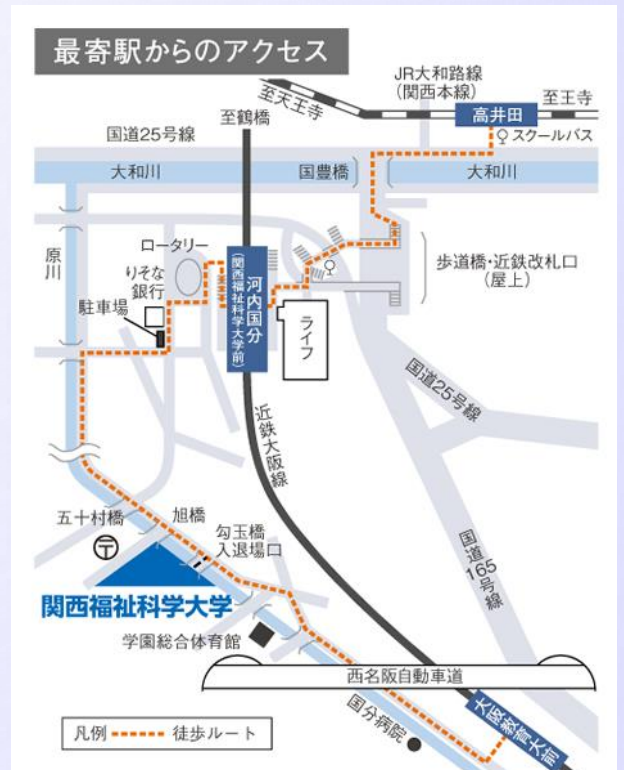 最寄駅からのアクセス
JR大和路線
(関西本線)
至天王寺
高井田
至王寺
至鶴橋
スクールバス
国道25号線
大和川
国豊橋
大和川
原川
ロータリー
りそな
銀行
駐車場
河内国分
(関西福祉科学大学前)
ライフ
歩道橋・近鉄改札口
(屋上)
国道25号線
近鉄大阪線
五十村橋
旭橋
勾玉橋
入退場口
国道165号線
関西福祉科学大学
学園総合体育館
西名阪自動車道
国分病院
大阪教育大前
凡例 徒歩ルート